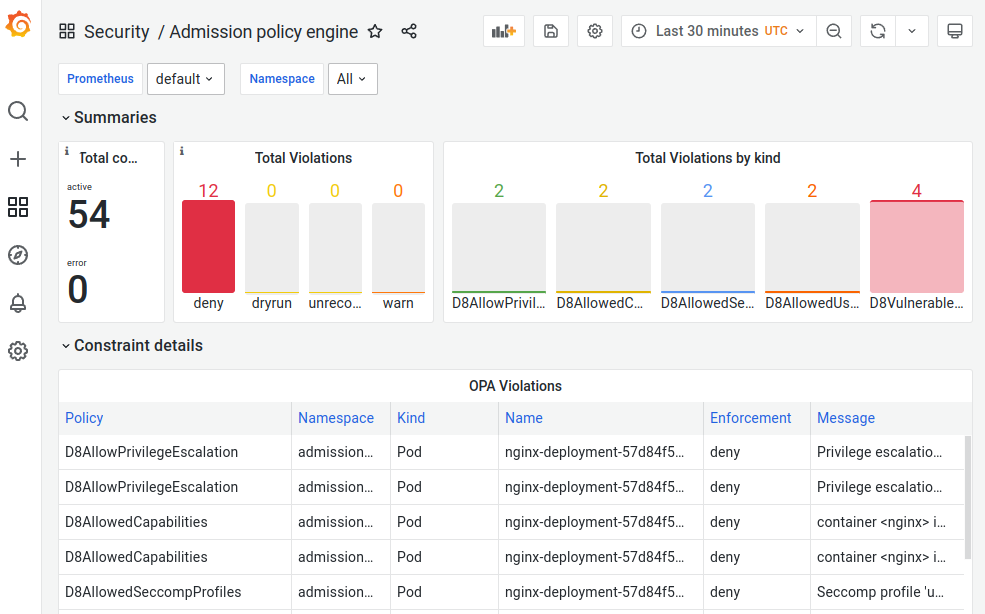 Security / Admission policy engine
Last 30 minutes UTC
Prometheus default Namespace All
Summaries
Total co...
active
54
error
0
Total Violations
12 0 0 0
deny dryrun unreco... warn
Total Violations by kind
2 2 2 2 4
D8AllowPrivil... D8AllowedC... D8AllowedSe... D8AllowedUs... D8Vulnerable...
Constraint details
OPA Violations
Policy Namespace Kind Name Enforcement Message
D8AllowPrivilegeEscalation admission... Pod nginx-deployment-57d84f5... deny Privilege escalatio...
D8AllowPrivilegeEscalation admission... Pod nginx-deployment-57d84f5... deny Privilege escalatio...
D8AllowedCapabilities admission... Pod nginx-deployment-57d84f5... deny container <nginx> i...
D8AllowedCapabilities admission... Pod nginx-deployment-57d84f5... deny container <nginx> i...
D8AllowedSeccompProfiles admission... Pod nginx-deployment-57d84f5... deny Seccomp profile 'u...